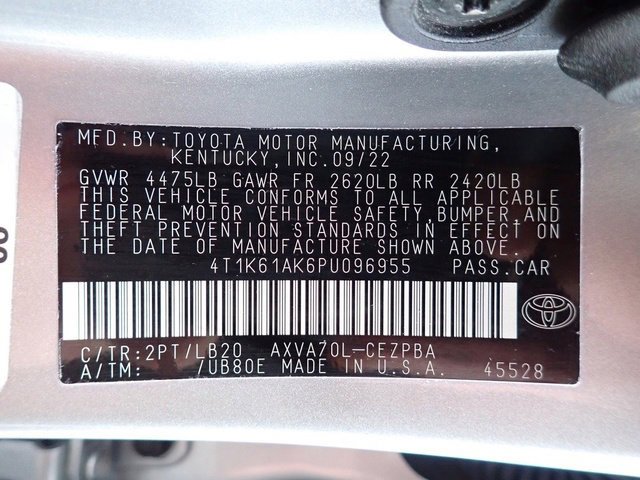 MFD.BY:TOYOTA MOTOR MANUFACTURING,
KENTUCKY,INC.09/22
GVWR 4475LB GAWR FR 2620LB RR 2420LB
THIS VEHICLE CONFORMS TO ALL APPLICABLE
FEDERAL MOTOR VEHICLE SAFETY,BUMPER,AND
THEFT PREVENTION STANDARDS IN EFFECT ON
THE DATE OF MANUFACTURE SHOWN ABOVE.
4T1K61AK6PU096955 PASS.CAR
C/TR:2PT/LB20 AXVA70L-CEZPBA
A/TM: /UB80E MADE IN U.S.A. 45528